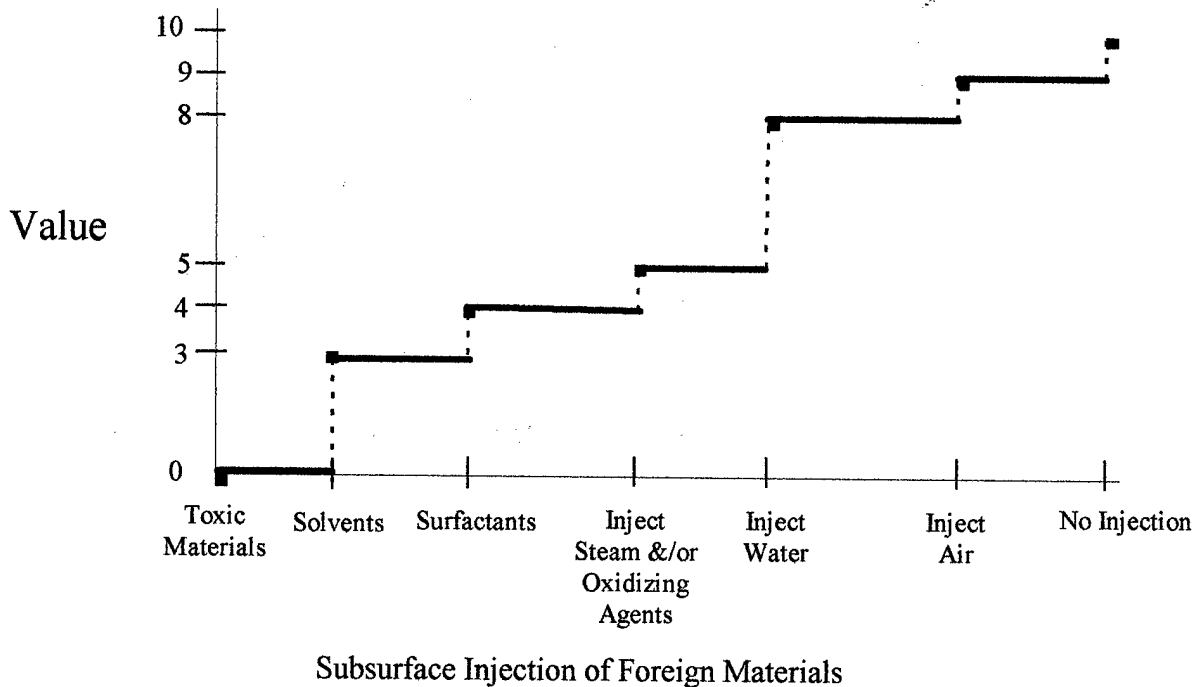 10
9
8
Value
5
4
3
0
Toxic
Materials
Solvents
Surfactants
Inject
Steam &/or
Oxidizing
Agents
Inject
Water
Inject
Air
No Injection
Subsurface Injection of Foreign Materials